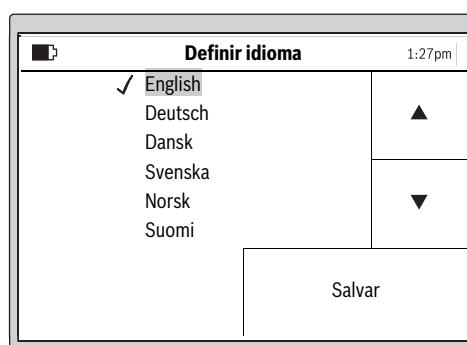 Definir idioma 1:27pm
✓ English
Deutsch
Dansk
Svenska
Norsk
Suomi
Salvar